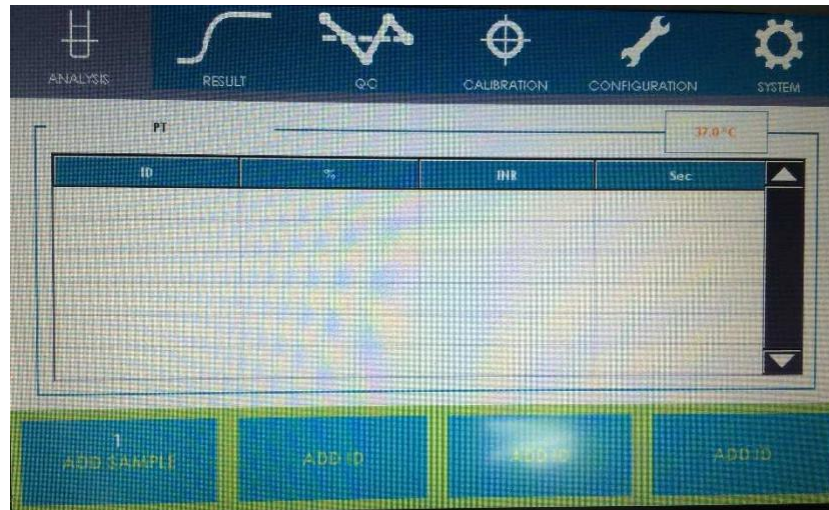 ANALYSIS RESULT QC CALIBRATION CONFIGURATION SYSTEM
PT 37.0°C
ID % INR Sec
1
ADD SAMPLE ADD ID ADD ID ADD ID